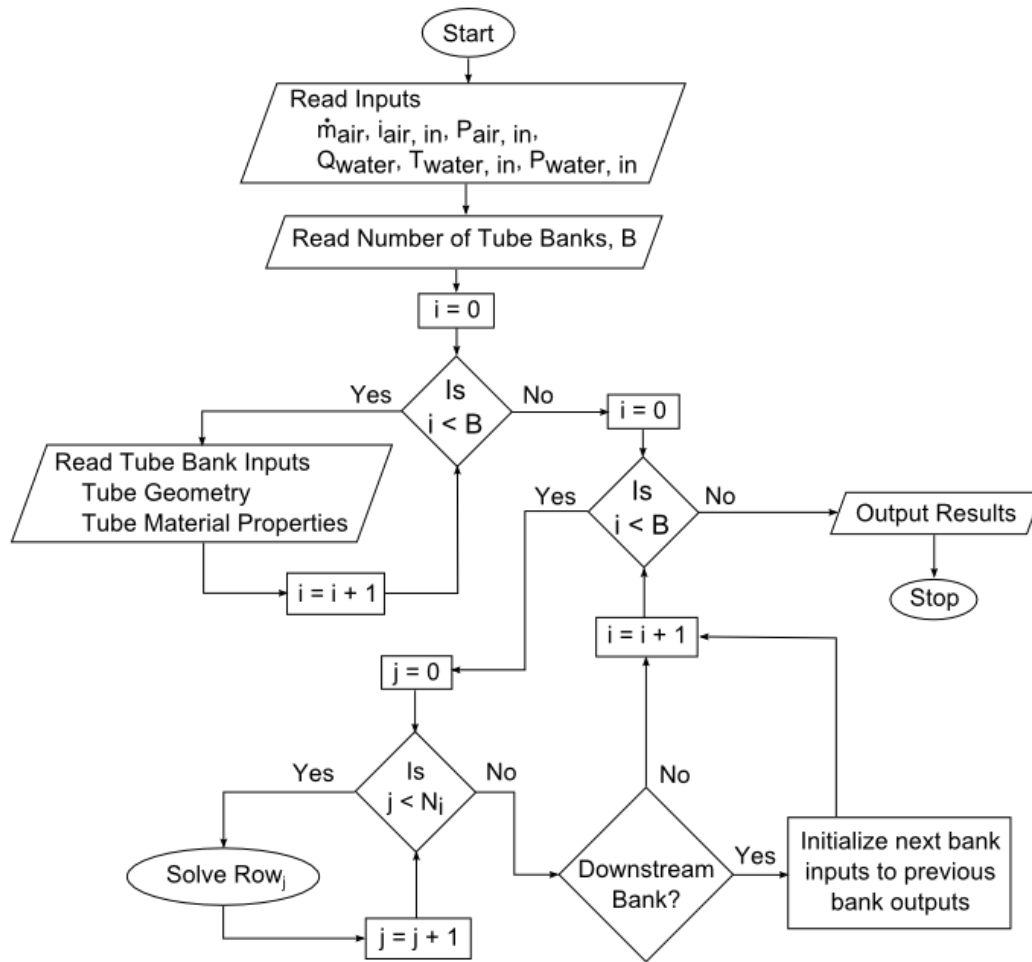 Start
Read Inputs
ṁair, iair, in, Pair, in,
Qwater, Twater, in, Pwater, in
Read Number of Tube Banks, B
i = 0
Is
i < B
Yes
No
Read Tube Bank Inputs
Tube Geometry
Tube Material Properties
i = i + 1
i = 0
Is
i < B
Yes
No
Output Results
Stop
i = i + 1
j = 0
Is
j < Ni
Yes
No
Solve Rowj
j = j + 1
Downstream
Bank?
No
Yes
Initialize next bank
inputs to previous
bank outputs